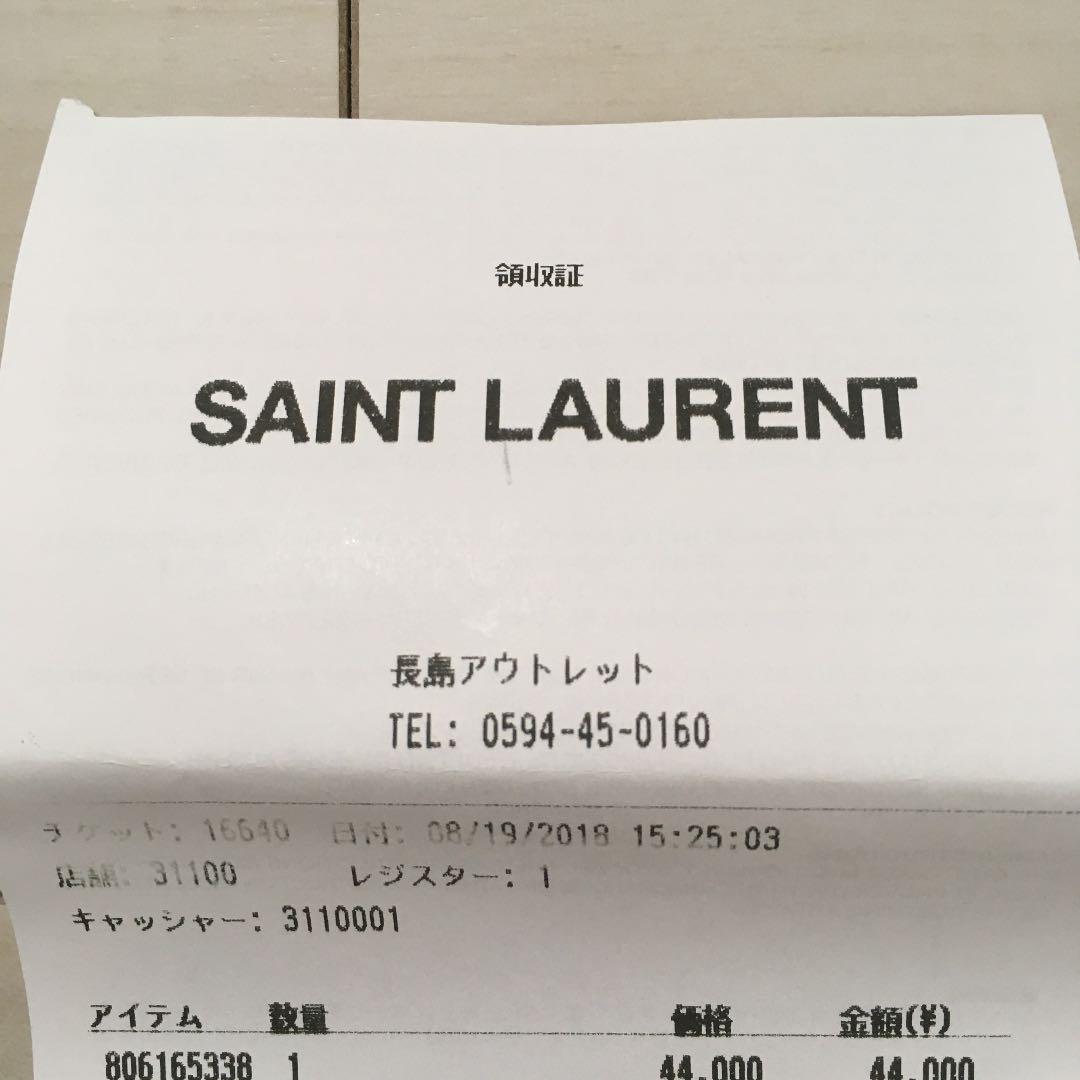 領収証
SAINT LAURENT
長島アウトレット
TEL: 0594-45-0160
チケット: 16640 日付: 08/19/2018 15:25:03
店舗: 31100 レジスター: 1
キャッシャー: 3110001
アイテム 数量 価格 金額(¥)
806165338 1 44,000 44,000